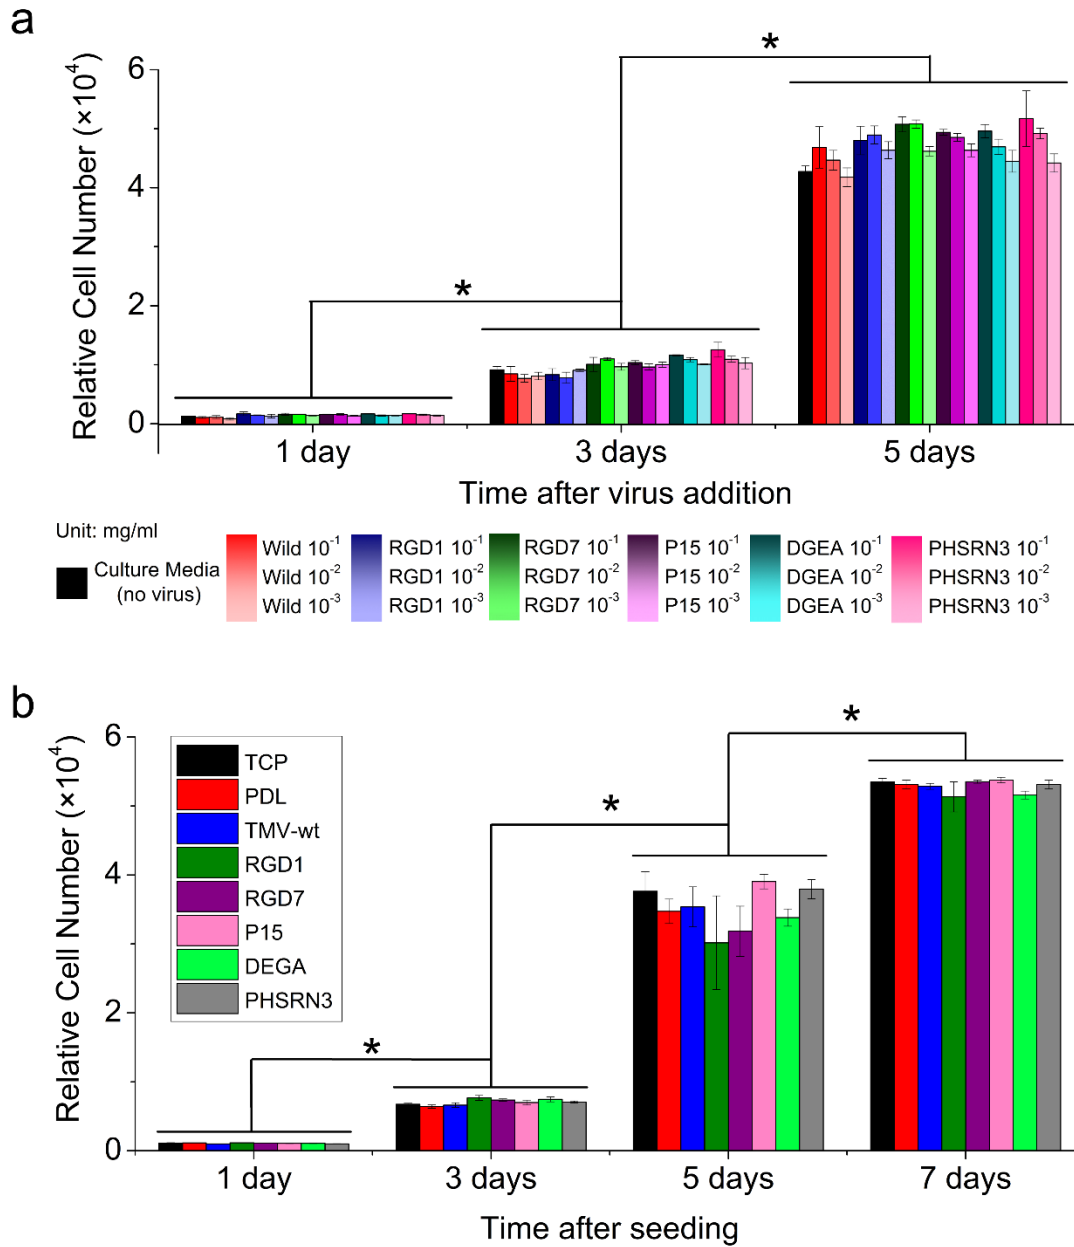 a
*
*
Relative Cell Number (×10⁴)
6
4
2
0
1 day 3 days 5 days
Time after virus addition
Unit: mg/ml
Culture Media
(no virus)
Wild 10⁻¹
Wild 10⁻²
Wild 10⁻³
RGD1 10⁻¹
RGD1 10⁻²
RGD1 10⁻³
RGD7 10⁻¹
RGD7 10⁻²
RGD7 10⁻³
P15 10⁻¹
P15 10⁻²
P15 10⁻³
DGEA 10⁻¹
DGEA 10⁻²
DGEA 10⁻³
PHSRN3 10⁻¹
PHSRN3 10⁻²
PHSRN3 10⁻³
b
*
*
*
Relative Cell Number (×10⁴)
6
4
2
0
TCP
PDL
TMV-wt
RGD1
RGD7
P15
DEGA
PHSRN3
1 day 3 days 5 days 7 days
Time after seeding